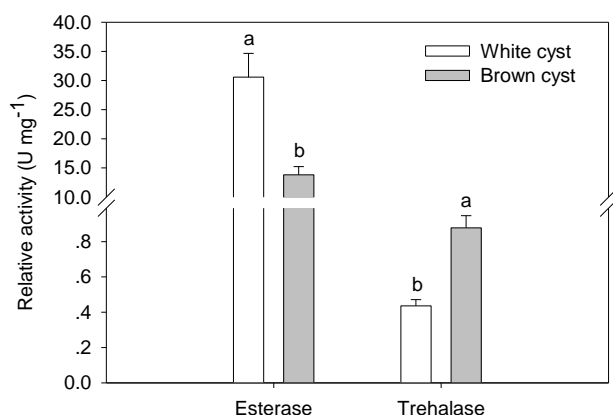 40.0
35.0
30.0
25.0
20.0
15.0
10.0
.8
.6
.4
.2
0.0
Relative activity (U mg⁻¹)
a
b
b
a
White cyst
Brown cyst
Esterase
Trehalase